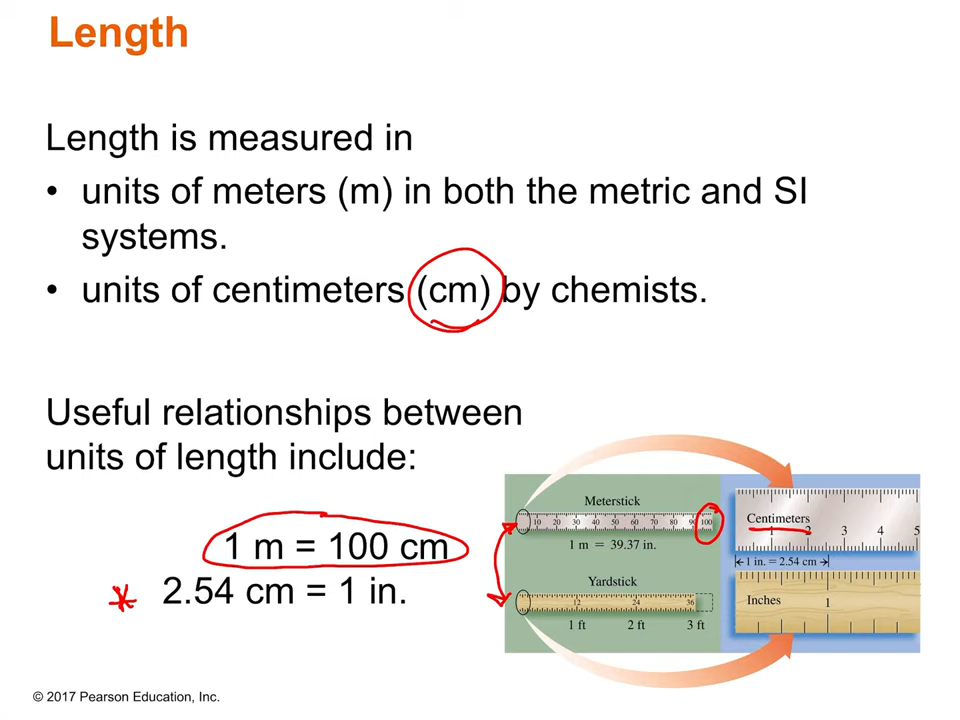 Length
Length is measured in
• units of meters (m) in both the metric and SI
systems.
• units of centimeters (cm) by chemists.
Useful relationships between
units of length include:
1 m = 100 cm
2.54 cm = 1 in.
Meterstick
10 20 30 40 50 60 70 80 90 100
1 m = 39.37 in.
Yardstick
12 24 36
1 ft 2 ft 3 ft
Centimeters
1 2 3 4 5
1 in. = 2.54 cm
Inches 1
© 2017 Pearson Education, Inc.